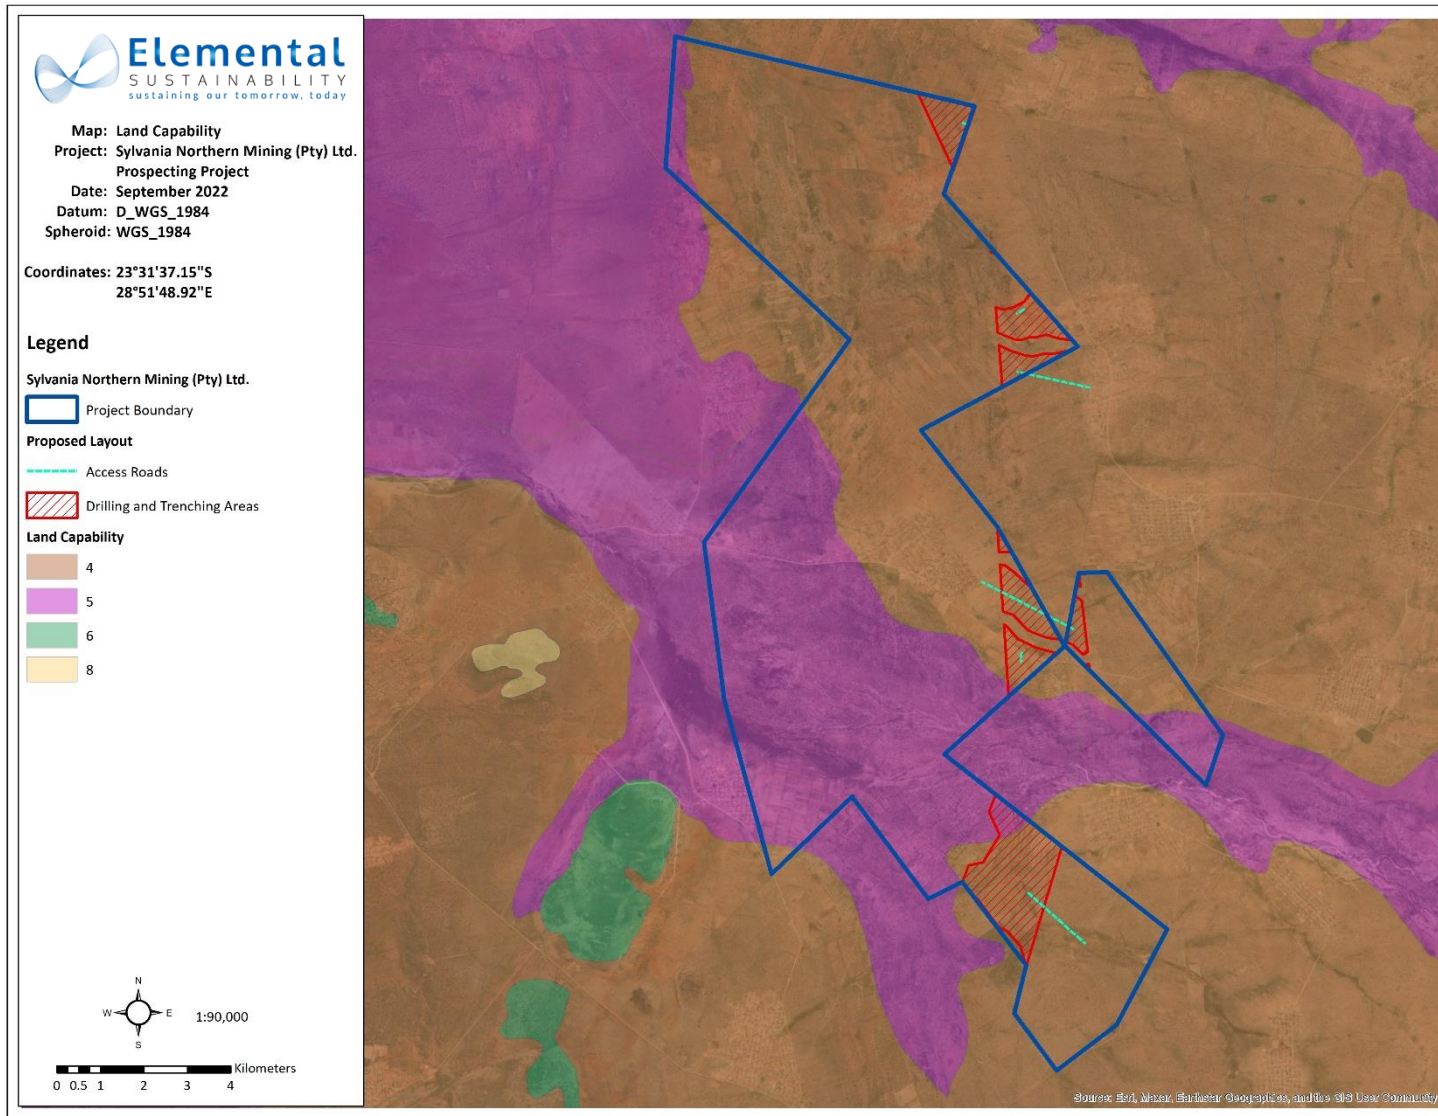 Elemental
SUSTAINABILITY
sustaining our tomorrow, today
Map: Land Capability
Project: Sylvania Northern Mining (Pty) Ltd.
Prospecting Project
Date: September 2022
Datum: D_WGS_1984
Spheroid: WGS_1984
Coordinates: 23°31'37.15"S
28°51'48.92"E
Legend
Sylvania Northern Mining (Pty) Ltd.
Project Boundary
Proposed Layout
Access Roads
Drilling and Trenching Areas
Land Capability
4
5
6
8
N
W E
S
1:90,000
Kilometers
0 0.5 1 2 3 4
Source: Esri, Maxar, Earthstar Geographics, and the GIS User Community